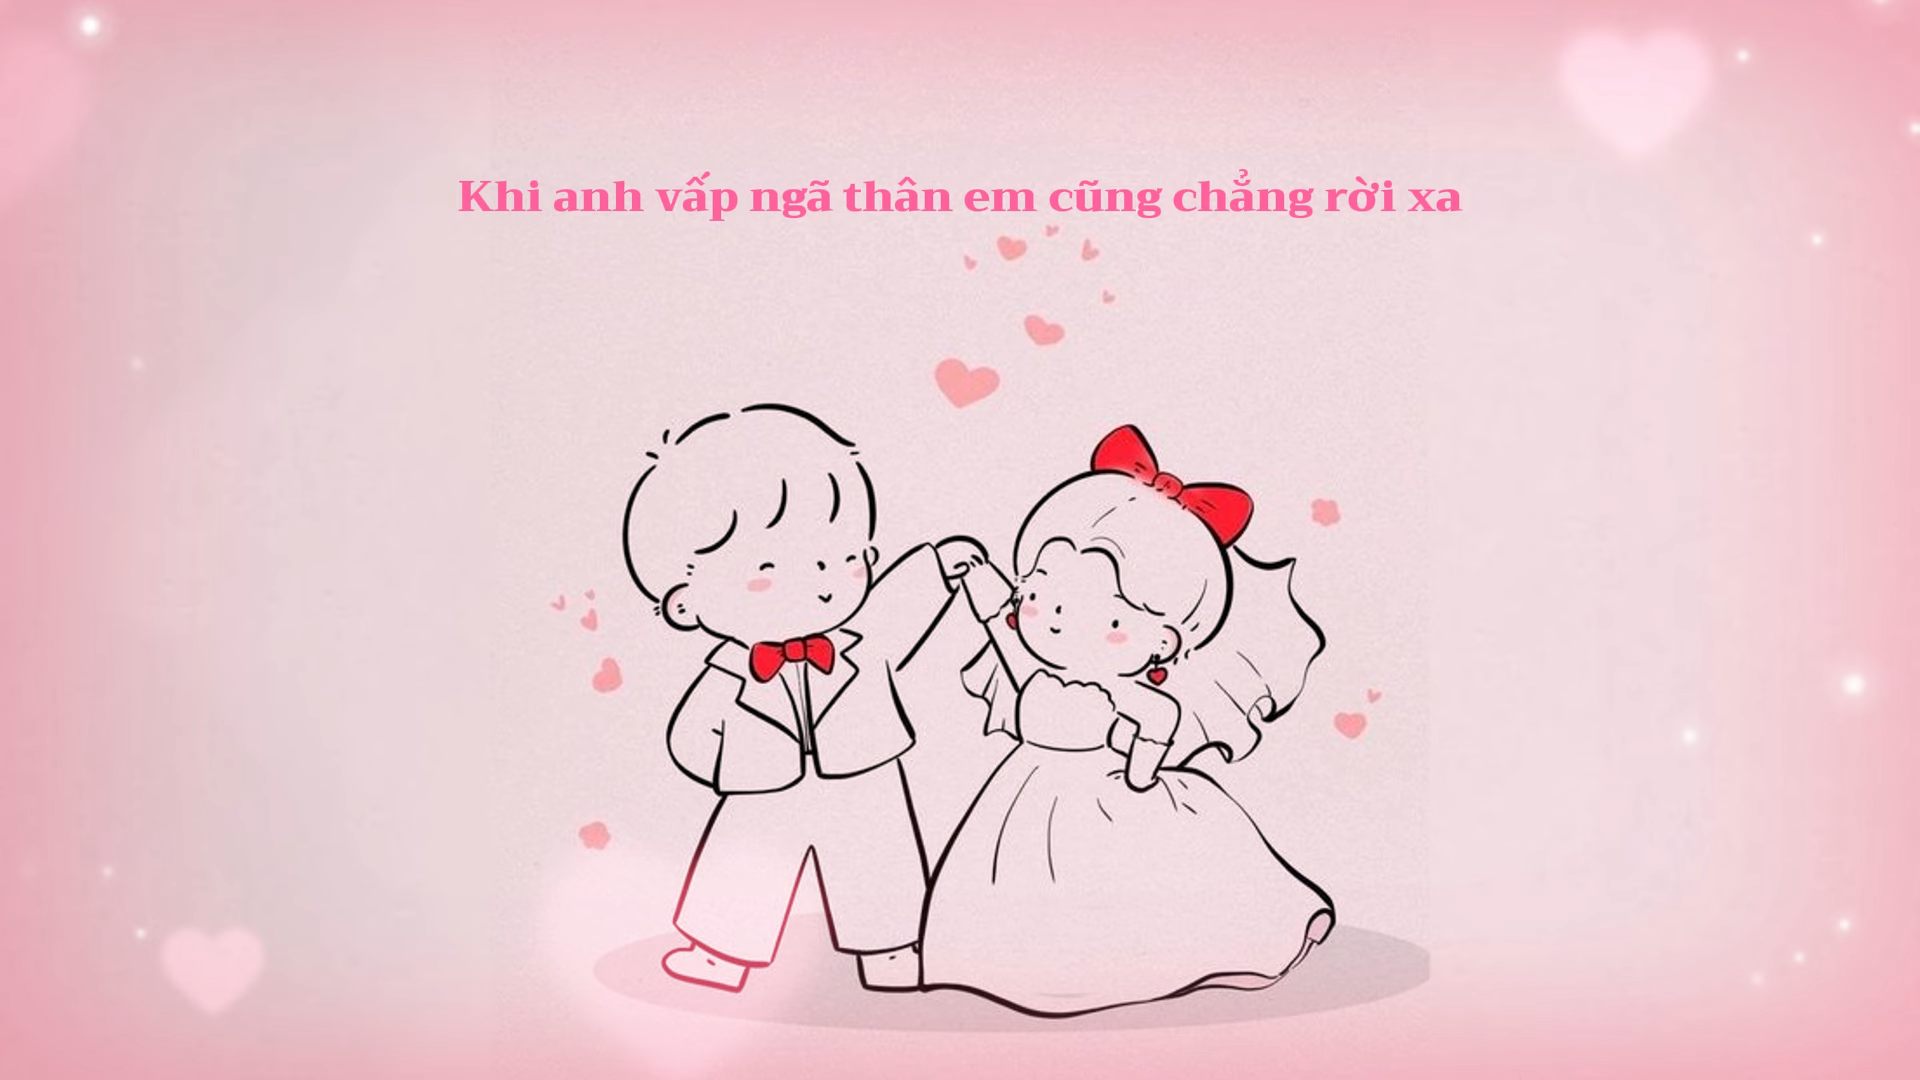 Khi anh vấp ngã thân em cũng chẳng rời xa